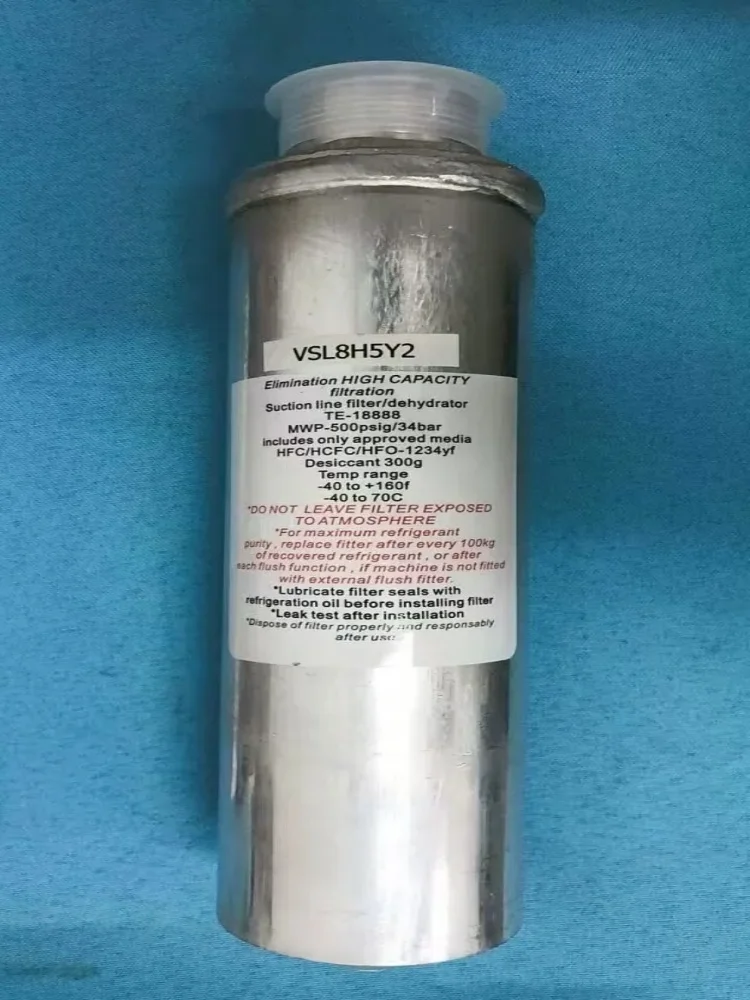 VSL8H5Y2
Elimination HIGH CAPACITY
filtration
Suction line filter/dehydrator
TE-18888
MWP-500psig/34bar
includes only approved media
HFC/HCFC/HFO-1234yf
Desiccant 300g
Temp range
-40 to +160f
-40 to 70C
*DO NOT LEAVE FILTER EXPOSED
TO ATMOSPHERE
*For maximum refrigerant
purity, replace fitter after every 100kg
of recovered refrigerant, or after
each flush function, if machine is not fitted
with external flush fitter.
*Lubricate filter seals with
refrigeration oil before installing filter
*Leak test after installation
*Dispose of filter properly and responsably
after use